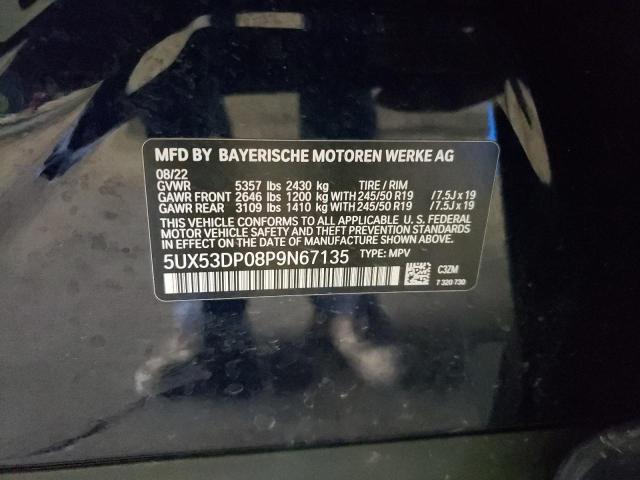 MFD BY BAYERISCHE MOTOREN WERKE AG
08/22
GVWR 5357 lbs 2430 kg TIRE / RIM
GAWR FRONT 2646 lbs 1200 kg WITH 245/50 R19 /7.5J x 19
GAWR REAR 3109 lbs 1410 kg WITH 245/50 R19 /7.5J x 19
THIS VEHICLE CONFORMS TO ALL APPLICABLE U. S. FEDERAL
MOTOR VEHICLE SAFETY AND THEFT PREVENTION STANDARDS
IN EFFECT ON THE DATE OF MANUFACTURE SHOWN ABOVE.
5UX53DP08P9N67135 TYPE: MPV
C3ZM
7 320 730